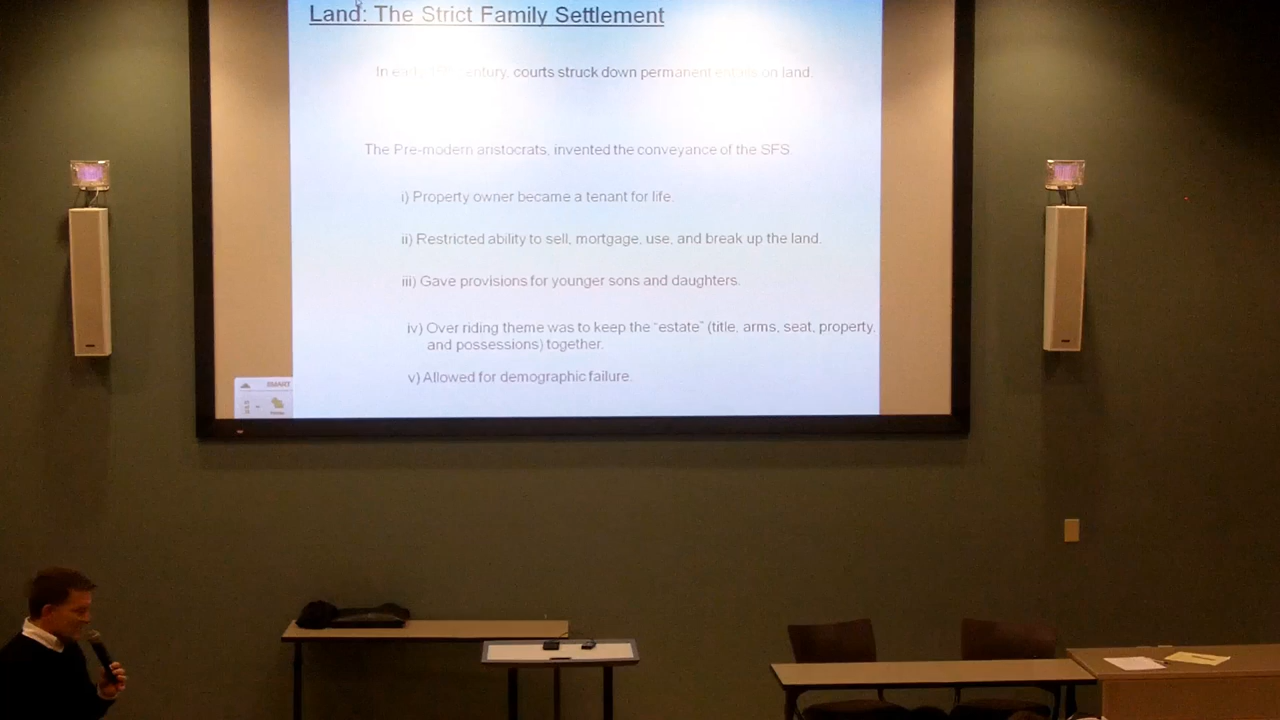 Land: The Strict Family Settlement
In century, courts struck down permanent on land.
The Pre-modern aristocrats, invented the conveyance of the SFS.
i) Property owner became a tenant for life.
ii) Restricted ability to sell, mortgage, use, and break up the land.
iii) Gave provisions for younger sons and daughters.
iv) Over riding theme was to keep the "estate" (title, arms, seat, property,
and possessions) together.
v) Allowed for demographic failure.
SMART